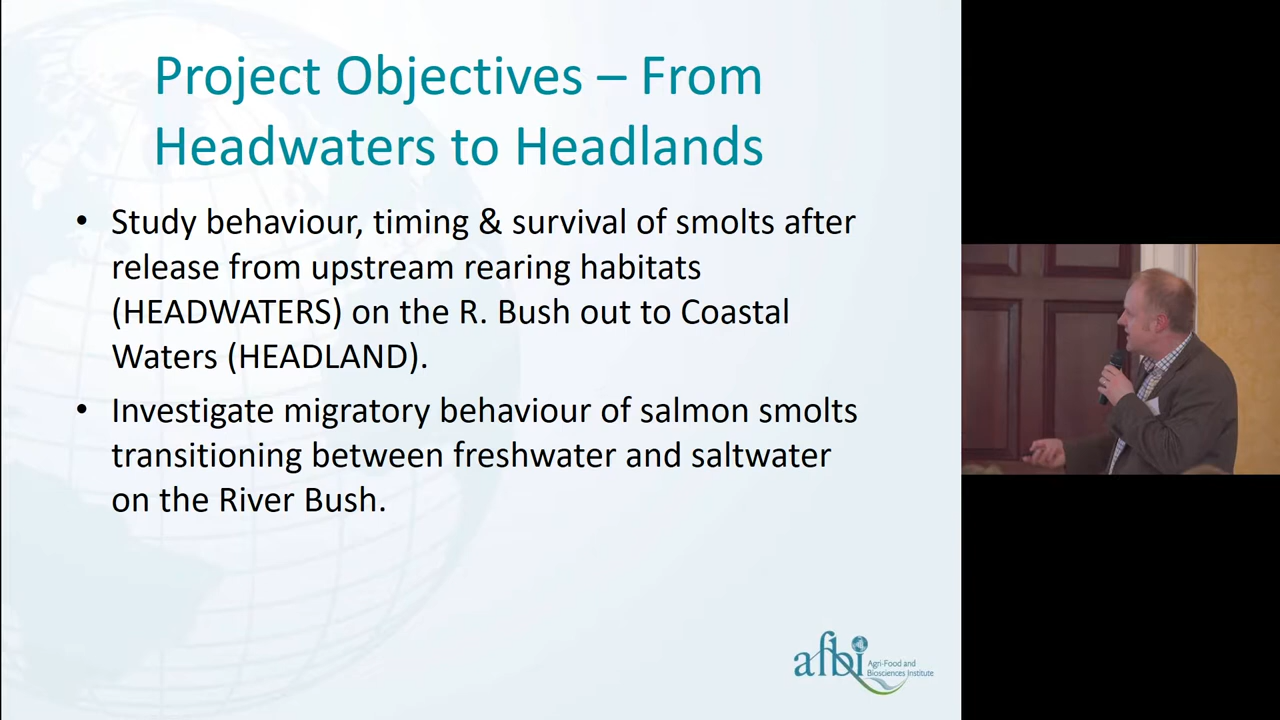 Project Objectives – From
Headwaters to Headlands
• Study behaviour, timing & survival of smolts after
release from upstream rearing habitats
(HEADWATERS) on the R. Bush out to Coastal
Waters (HEADLAND).
• Investigate migratory behaviour of salmon smolts
transitioning between freshwater and saltwater
on the River Bush.
afbi
Agri-Food and
Biosciences Institute